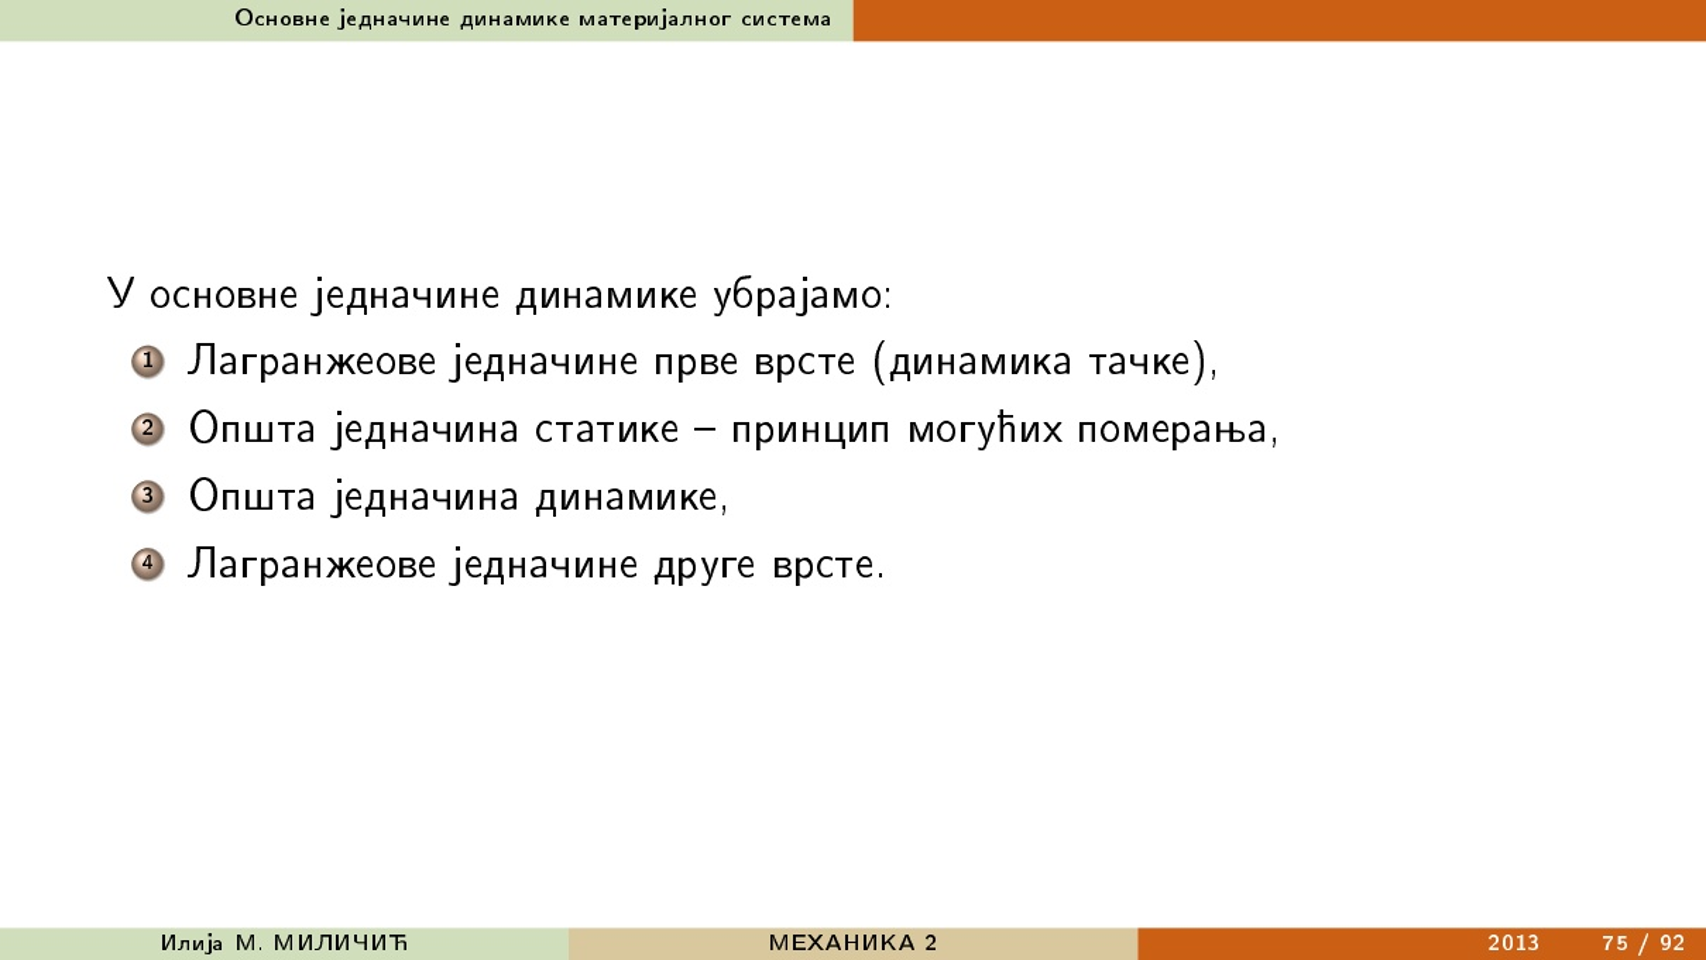 Основне једначине динамике материјалног система
У основне једначине динамике убрајамо:
1 Лагранжеове једначине прве врсте (динамика тачке),
2 Општа једначина статике – принцип могућих померања,
3 Општа једначина динамике,
4 Лагранжеове једначине друге врсте.
Илија М. МИЛИЧИЋ МЕХАНИКА 2 2013 75 / 92